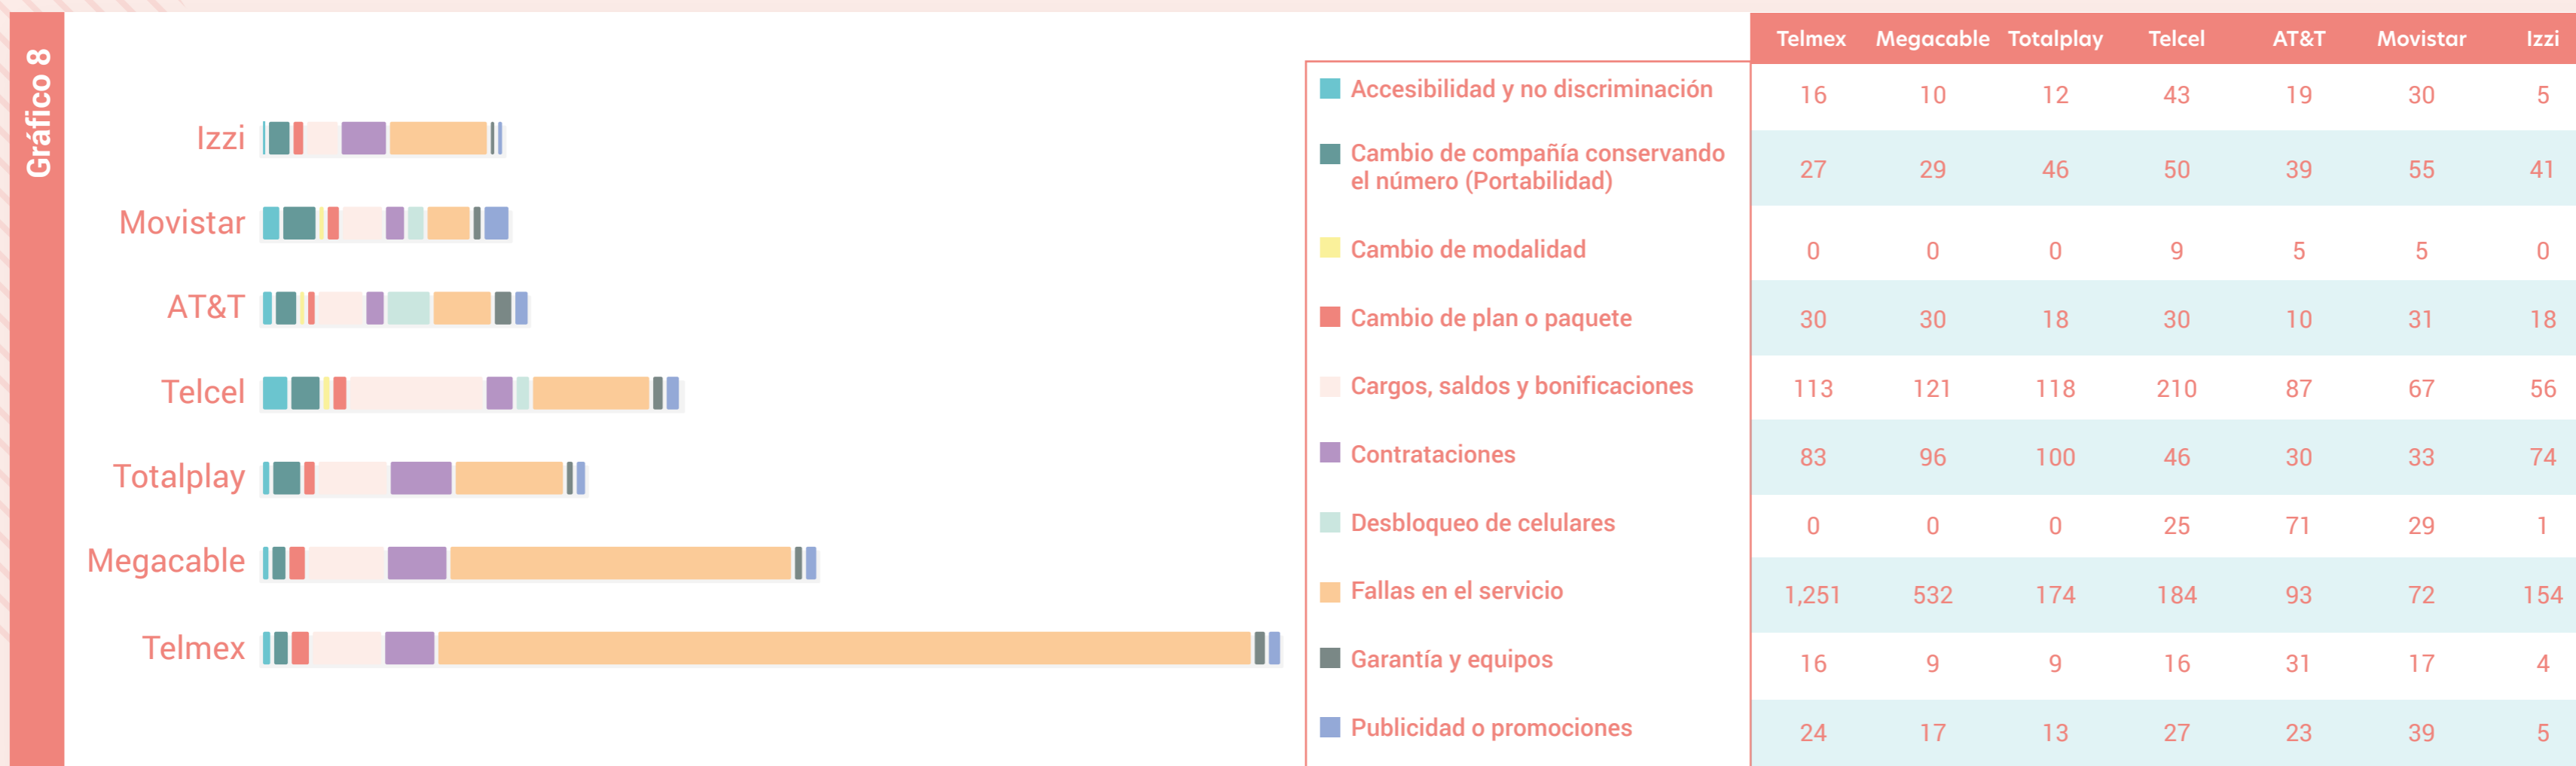 Gráfico 8
Izzi
Movistar
AT&T
Telcel
Totalplay
Megacable
Telmex
Telmex Megacable Totalplay Telcel AT&T Movistar Izzi
Accesibilidad y no discriminación 16 10 12 43 19 30 5
Cambio de compañía conservando
el número (Portabilidad) 27 29 46 50 39 55 41
Cambio de modalidad 0 0 0 9 5 5 0
Cambio de plan o paquete 30 30 18 30 10 31 18
Cargos, saldos y bonificaciones 113 121 118 210 87 67 56
Contrataciones 83 96 100 46 30 33 74
Desbloqueo de celulares 0 0 0 25 71 29 1
Fallas en el servicio 1,251 532 174 184 93 72 154
Garantía y equipos 16 9 9 16 31 17 4
Publicidad o promociones 24 17 13 27 23 39 5